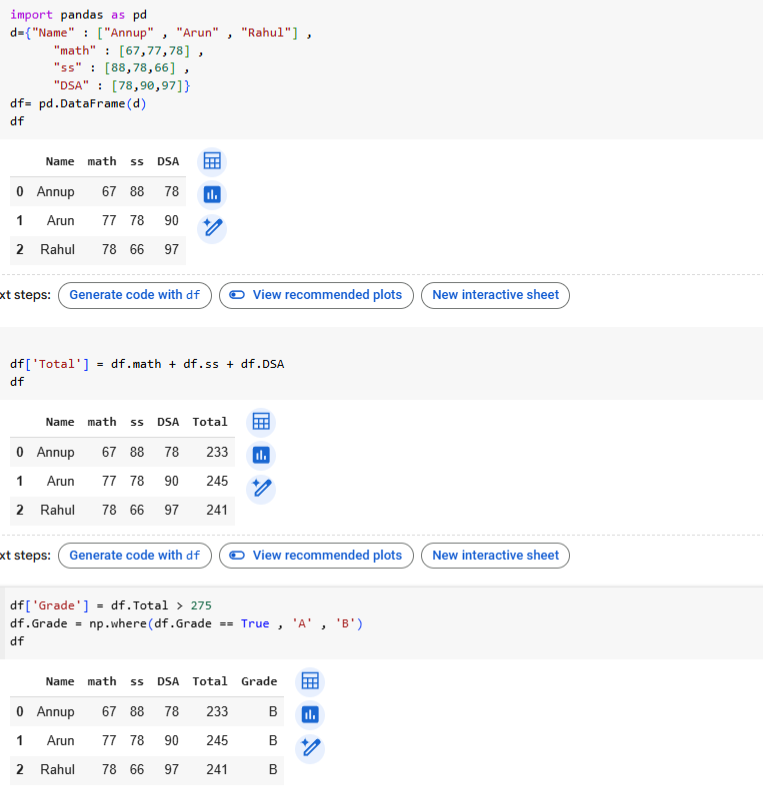 import pandas as pd
d={"Name" : ["Annup" , "Arun" , "Rahul"] ,
"math" : [67,77,78] ,
"ss" : [88,78,66] ,
"DSA" : [78,90,97]}
df= pd.DataFrame(d)
df
Name math ss DSA
0 Annup 67 88 78
1 Arun 77 78 90
2 Rahul 78 66 97
xt steps: Generate code with df View recommended plots New interactive sheet
df['Total'] = df.math + df.ss + df.DSA
df
Name math ss DSA Total
0 Annup 67 88 78 233
1 Arun 77 78 90 245
2 Rahul 78 66 97 241
xt steps: Generate code with df View recommended plots New interactive sheet
df['Grade'] = df.Total > 275
df.Grade = np.where(df.Grade == True , 'A' , 'B')
df
Name math ss DSA Total Grade
0 Annup 67 88 78 233 B
1 Arun 77 78 90 245 B
2 Rahul 78 66 97 241 B